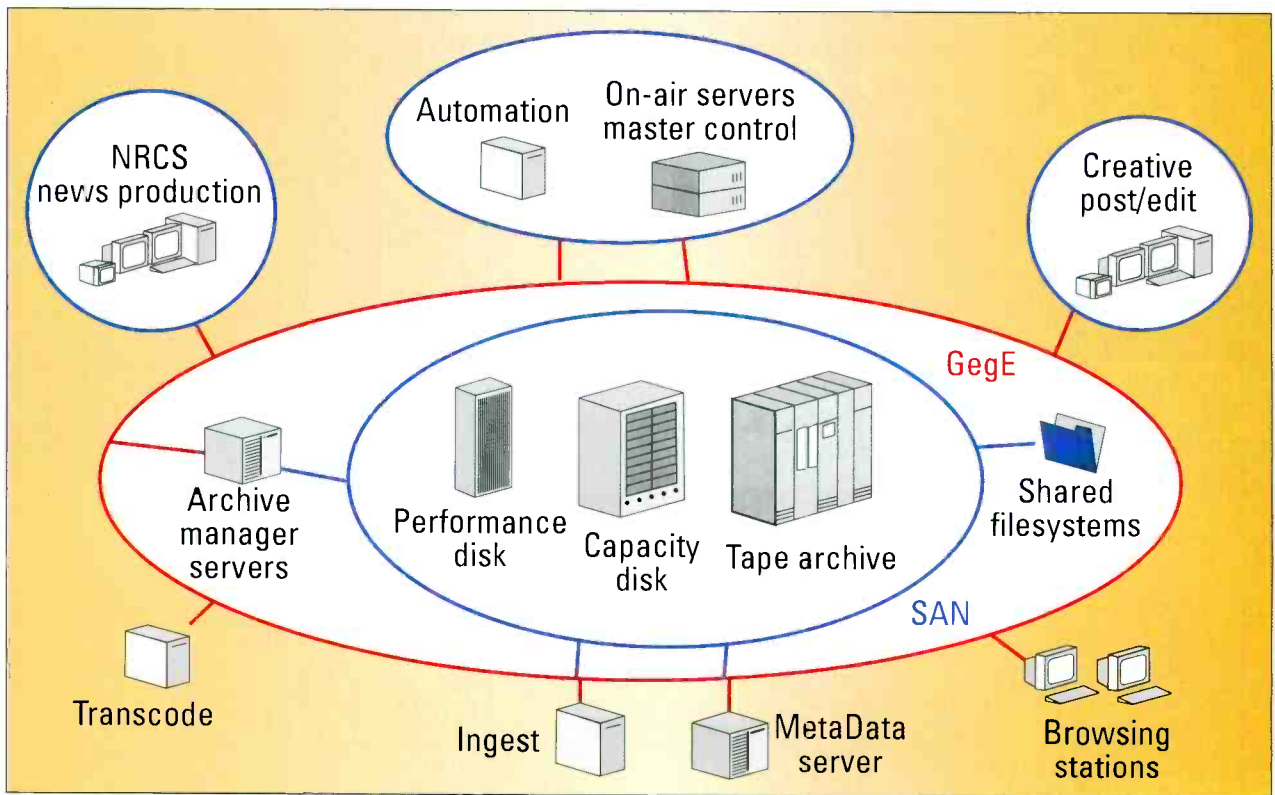 Automation
On-air servers
master control
NRCS
news production
Creative
post/edit
GegE
Archive
manager
servers
Performance
disk
Capacity
disk
Tape archive
Shared
filesystems
SAN
Transcode
Ingest
MetaData
server
Browsing
stations